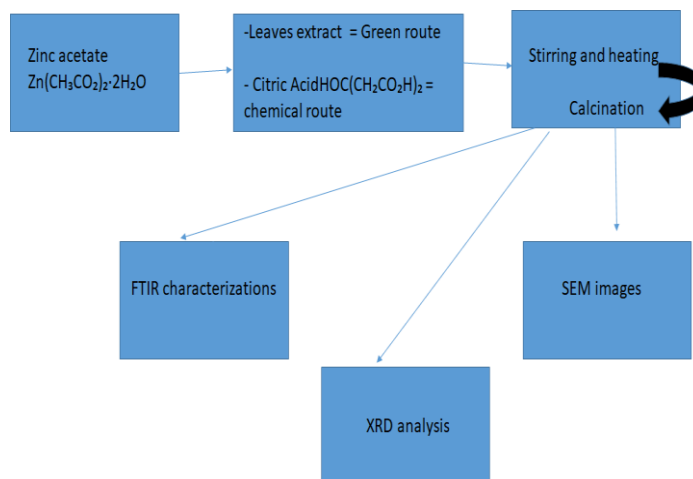 Zinc acetate
Zn(CH₃CO₂)₂·2H₂O
-Leaves extract = Green route
- Citric AcidHOC(CH₂CO₂H)₂ =
chemical route
Stirring and heating
Calcination
FTIR characterizations
SEM images
XRD analysis